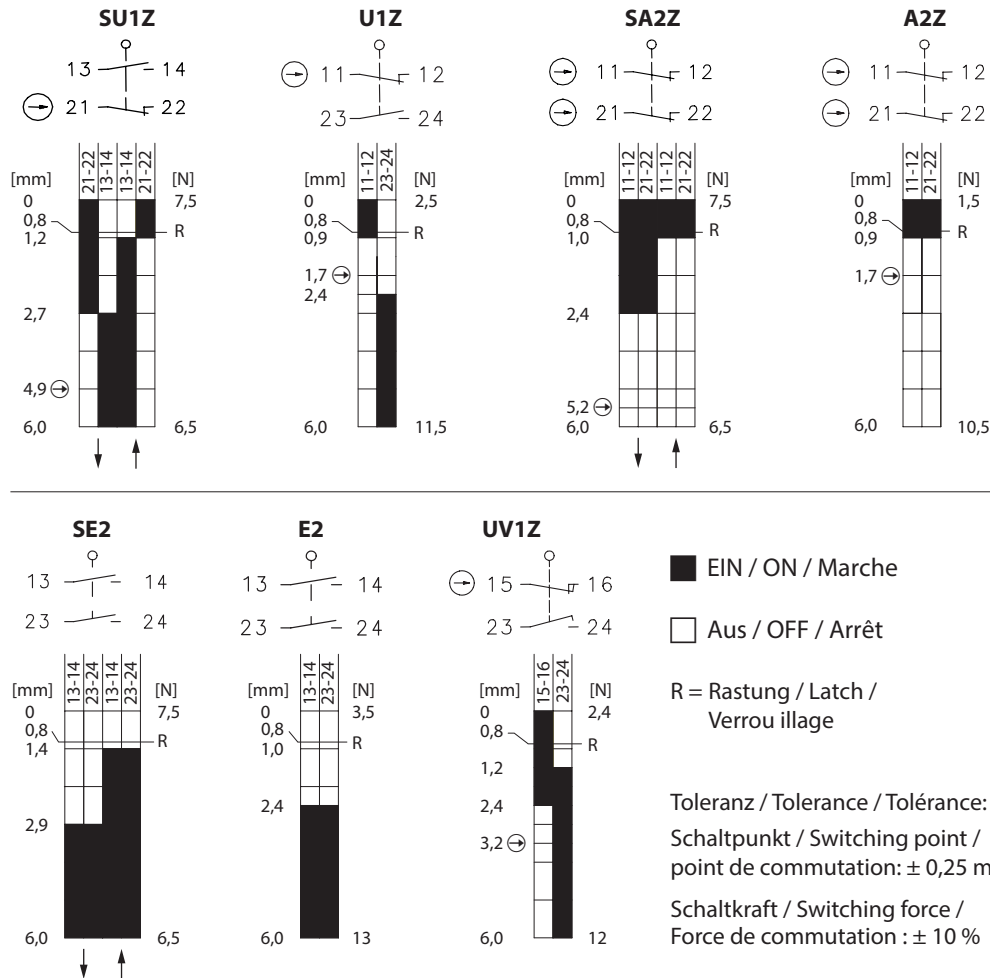 SU1Z
13 14
21 22
[mm] 21-22 13-14 13-14 21-22 [N]
0 7,5
0,8 R
1,2
2,7
4,9
6,0 6,5
U1Z
11 12
23 24
[mm] 11-12 23-24 [N]
0 2,5
0,8 R
0,9
1,7
2,4
6,0 11,5
SA2Z
11 12
21 22
[mm] 11-12 21-22 11-12 21-22 [N]
0 7,5
0,8 R
1,0
2,4
5,2
6,0 6,5
A2Z
11 12
21 22
[mm] 11-12 21-22 [N]
0 1,5
0,8 R
0,9
1,7
6,0 10,5
SE2
13 14
23 24
[mm] 13-14 23-24 13-14 23-24 [N]
0 7,5
0,8 R
1,4
2,9
6,0 6,5
E2
13 14
23 24
[mm] 13-14 23-24 [N]
0 3,5
0,8 R
1,0
2,4
6,0 13
UV1Z
15 16
23 24
[mm] 15-16 23-24 [N]
0 2,4
0,8 R
1,2
2,4
3,2
6,0 12
EIN / ON / Marche
Aus / OFF / Arrêt
R = Rastung / Latch /
Verrou illage
Toleranz / Tolerance / Tolérance:
Schaltpunkt / Switching point /
point de commutation: ± 0,25 m
Schaltkraft / Switching force /
Force de commutation : ± 10 %